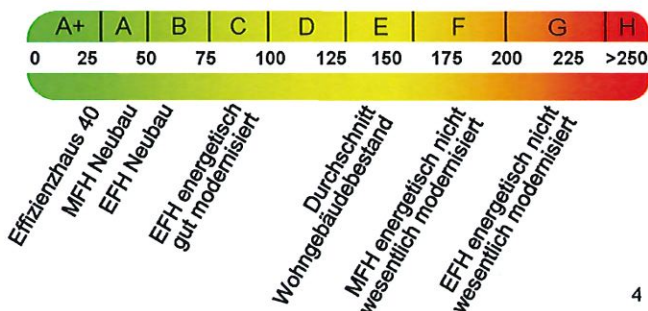 A+ A B C D E F G H
0 25 50 75 100 125 150 175 200 225 >250
Effizienzhaus 40
MFH Neubau
EFH Neubau
EFH energetisch
gut modernisiert
Durchschnitt
Wohngebäudebestand
MFH energetisch nicht
wesentlich modernisiert
EFH energetisch nicht
wesentlich modernisiert
4